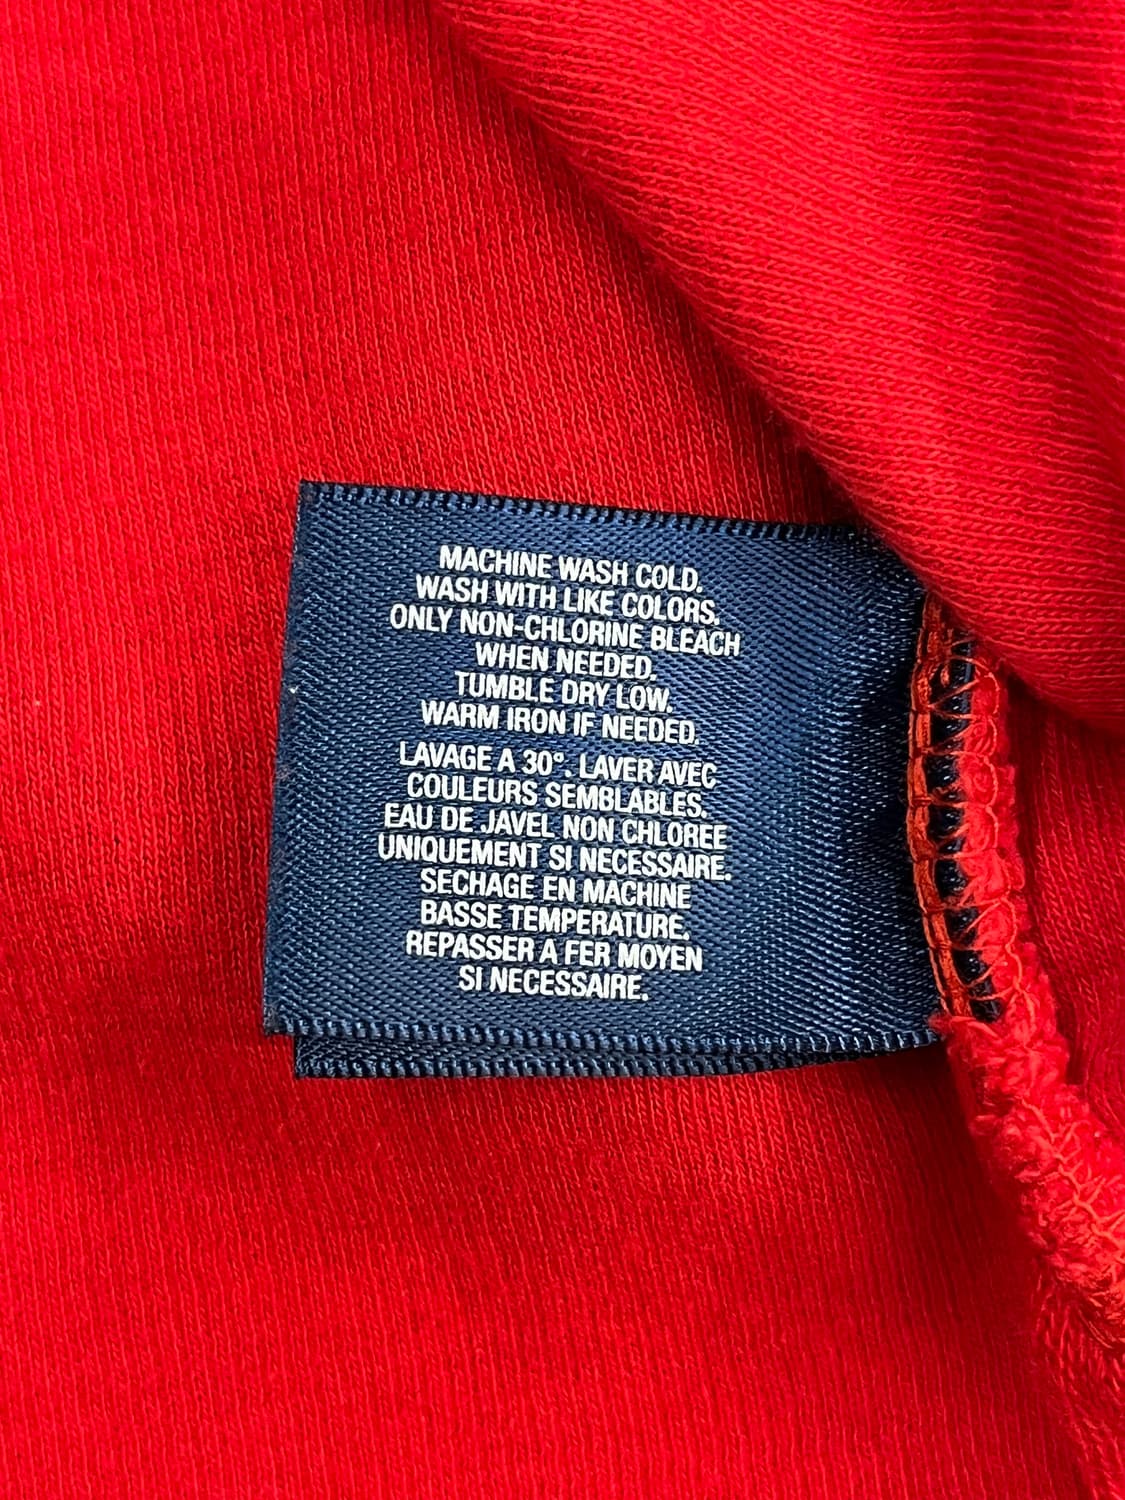 MACHINE WASH COLD.
WASH WITH LIKE COLORS.
ONLY NON-CHLORINE BLEACH
WHEN NEEDED.
TUMBLE DRY LOW.
WARM IRON IF NEEDED.
LAVAGE A 30°. LAVER AVEC
COULEURS SEMBLABLES.
EAU DE JAVEL NON CHLOREE
UNIQUEMENT SI NECESSAIRE.
SECHAGE EN MACHINE
BASSE TEMPERATURE.
REPASSER A FER MOYEN
SI NECESSAIRE.